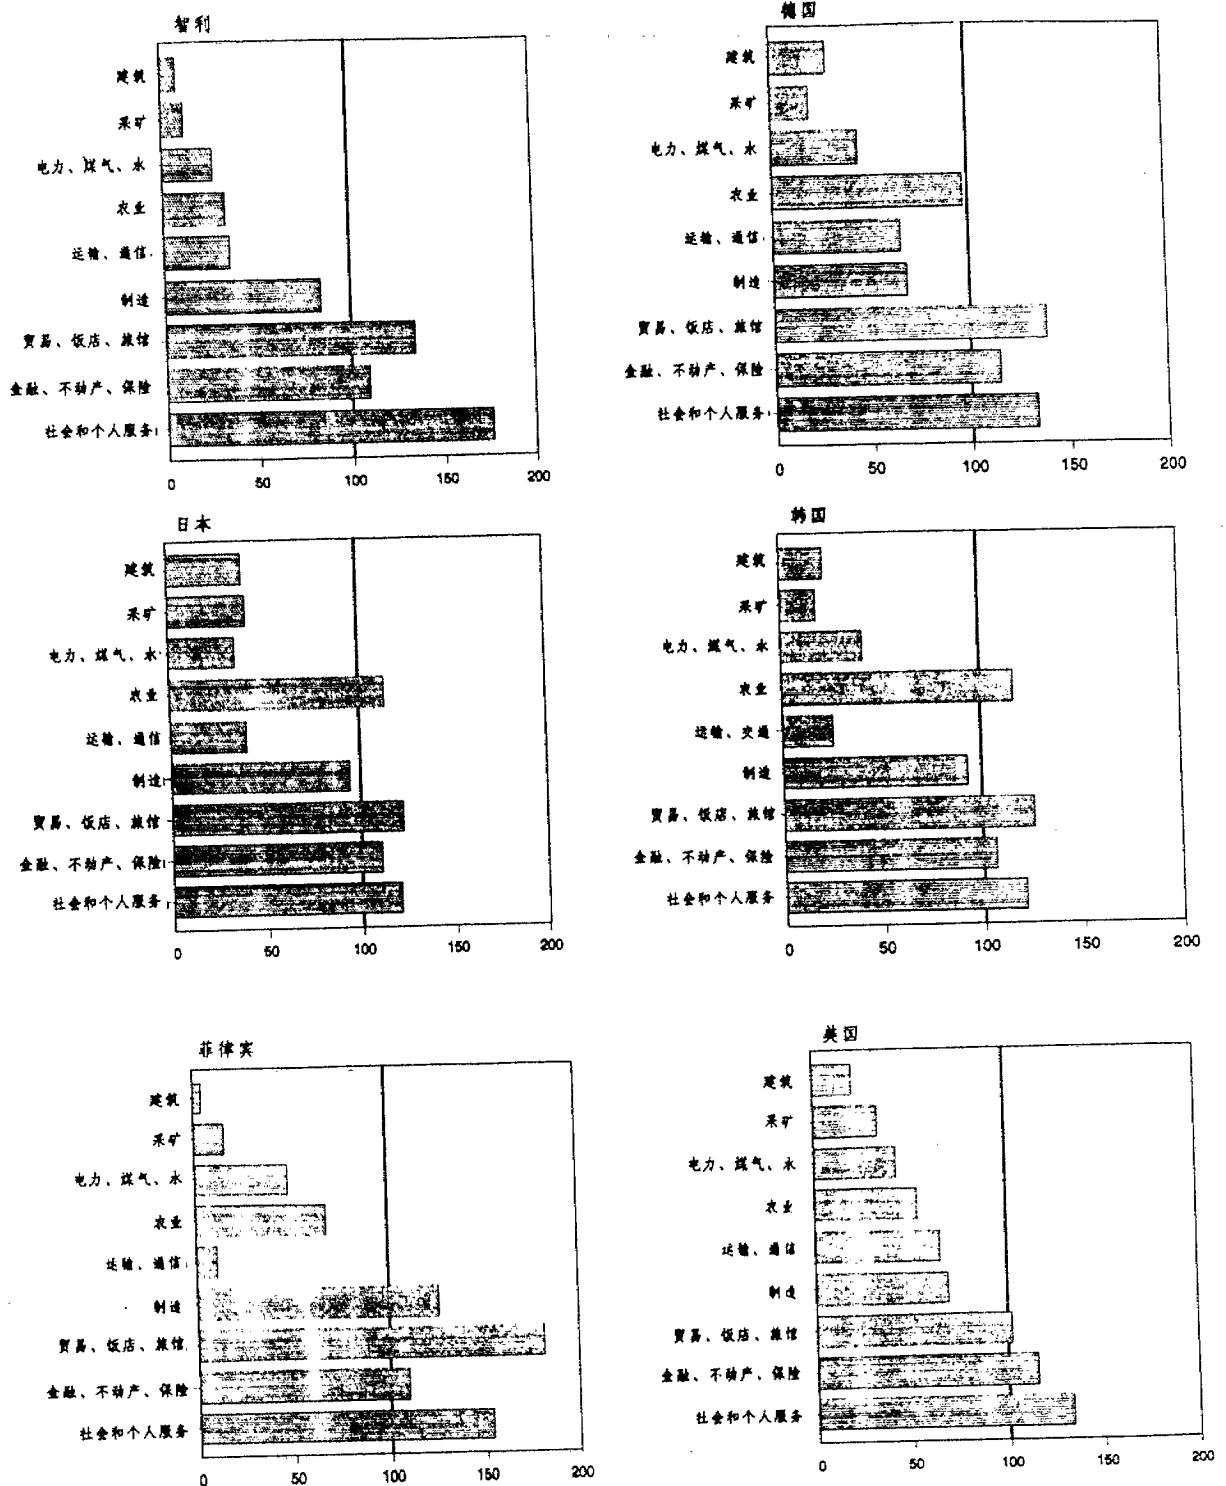 智利
建筑
采矿
电力、煤气、水
农业
运输、通信
制造
贸易、饭店、旅馆
金融、不动产、保险
社会和个人服务
0 50 100 150 200
德国
建筑
采矿
电力、煤气、水
农业
运输、通信
制造
贸易、饭店、旅馆
金融、不动产、保险
社会和个人服务
0 50 100 150 200
日本
建筑
采矿
电力、煤气、水
农业
运输、通信
制造
贸易、饭店、旅馆
金融、不动产、保险
社会和个人服务
0 50 100 150 200
韩国
建筑
采矿
电力、煤气、水
农业
运输、交通
制造
贸易、饭店、旅馆
金融、不动产、保险
社会和个人服务
0 50 100 150 200
菲律宾
建筑
采矿
电力、煤气、水
农业
运输、通信
制造
贸易、饭店、旅馆
金融、不动产、保险
社会和个人服务
0 50 100 150 200
美国
建筑
采矿
电力、煤气、水
农业
运输、通信
制造
贸易、饭店、旅馆
金融、不动产、保险
社会和个人服务
0 50 100 150 200